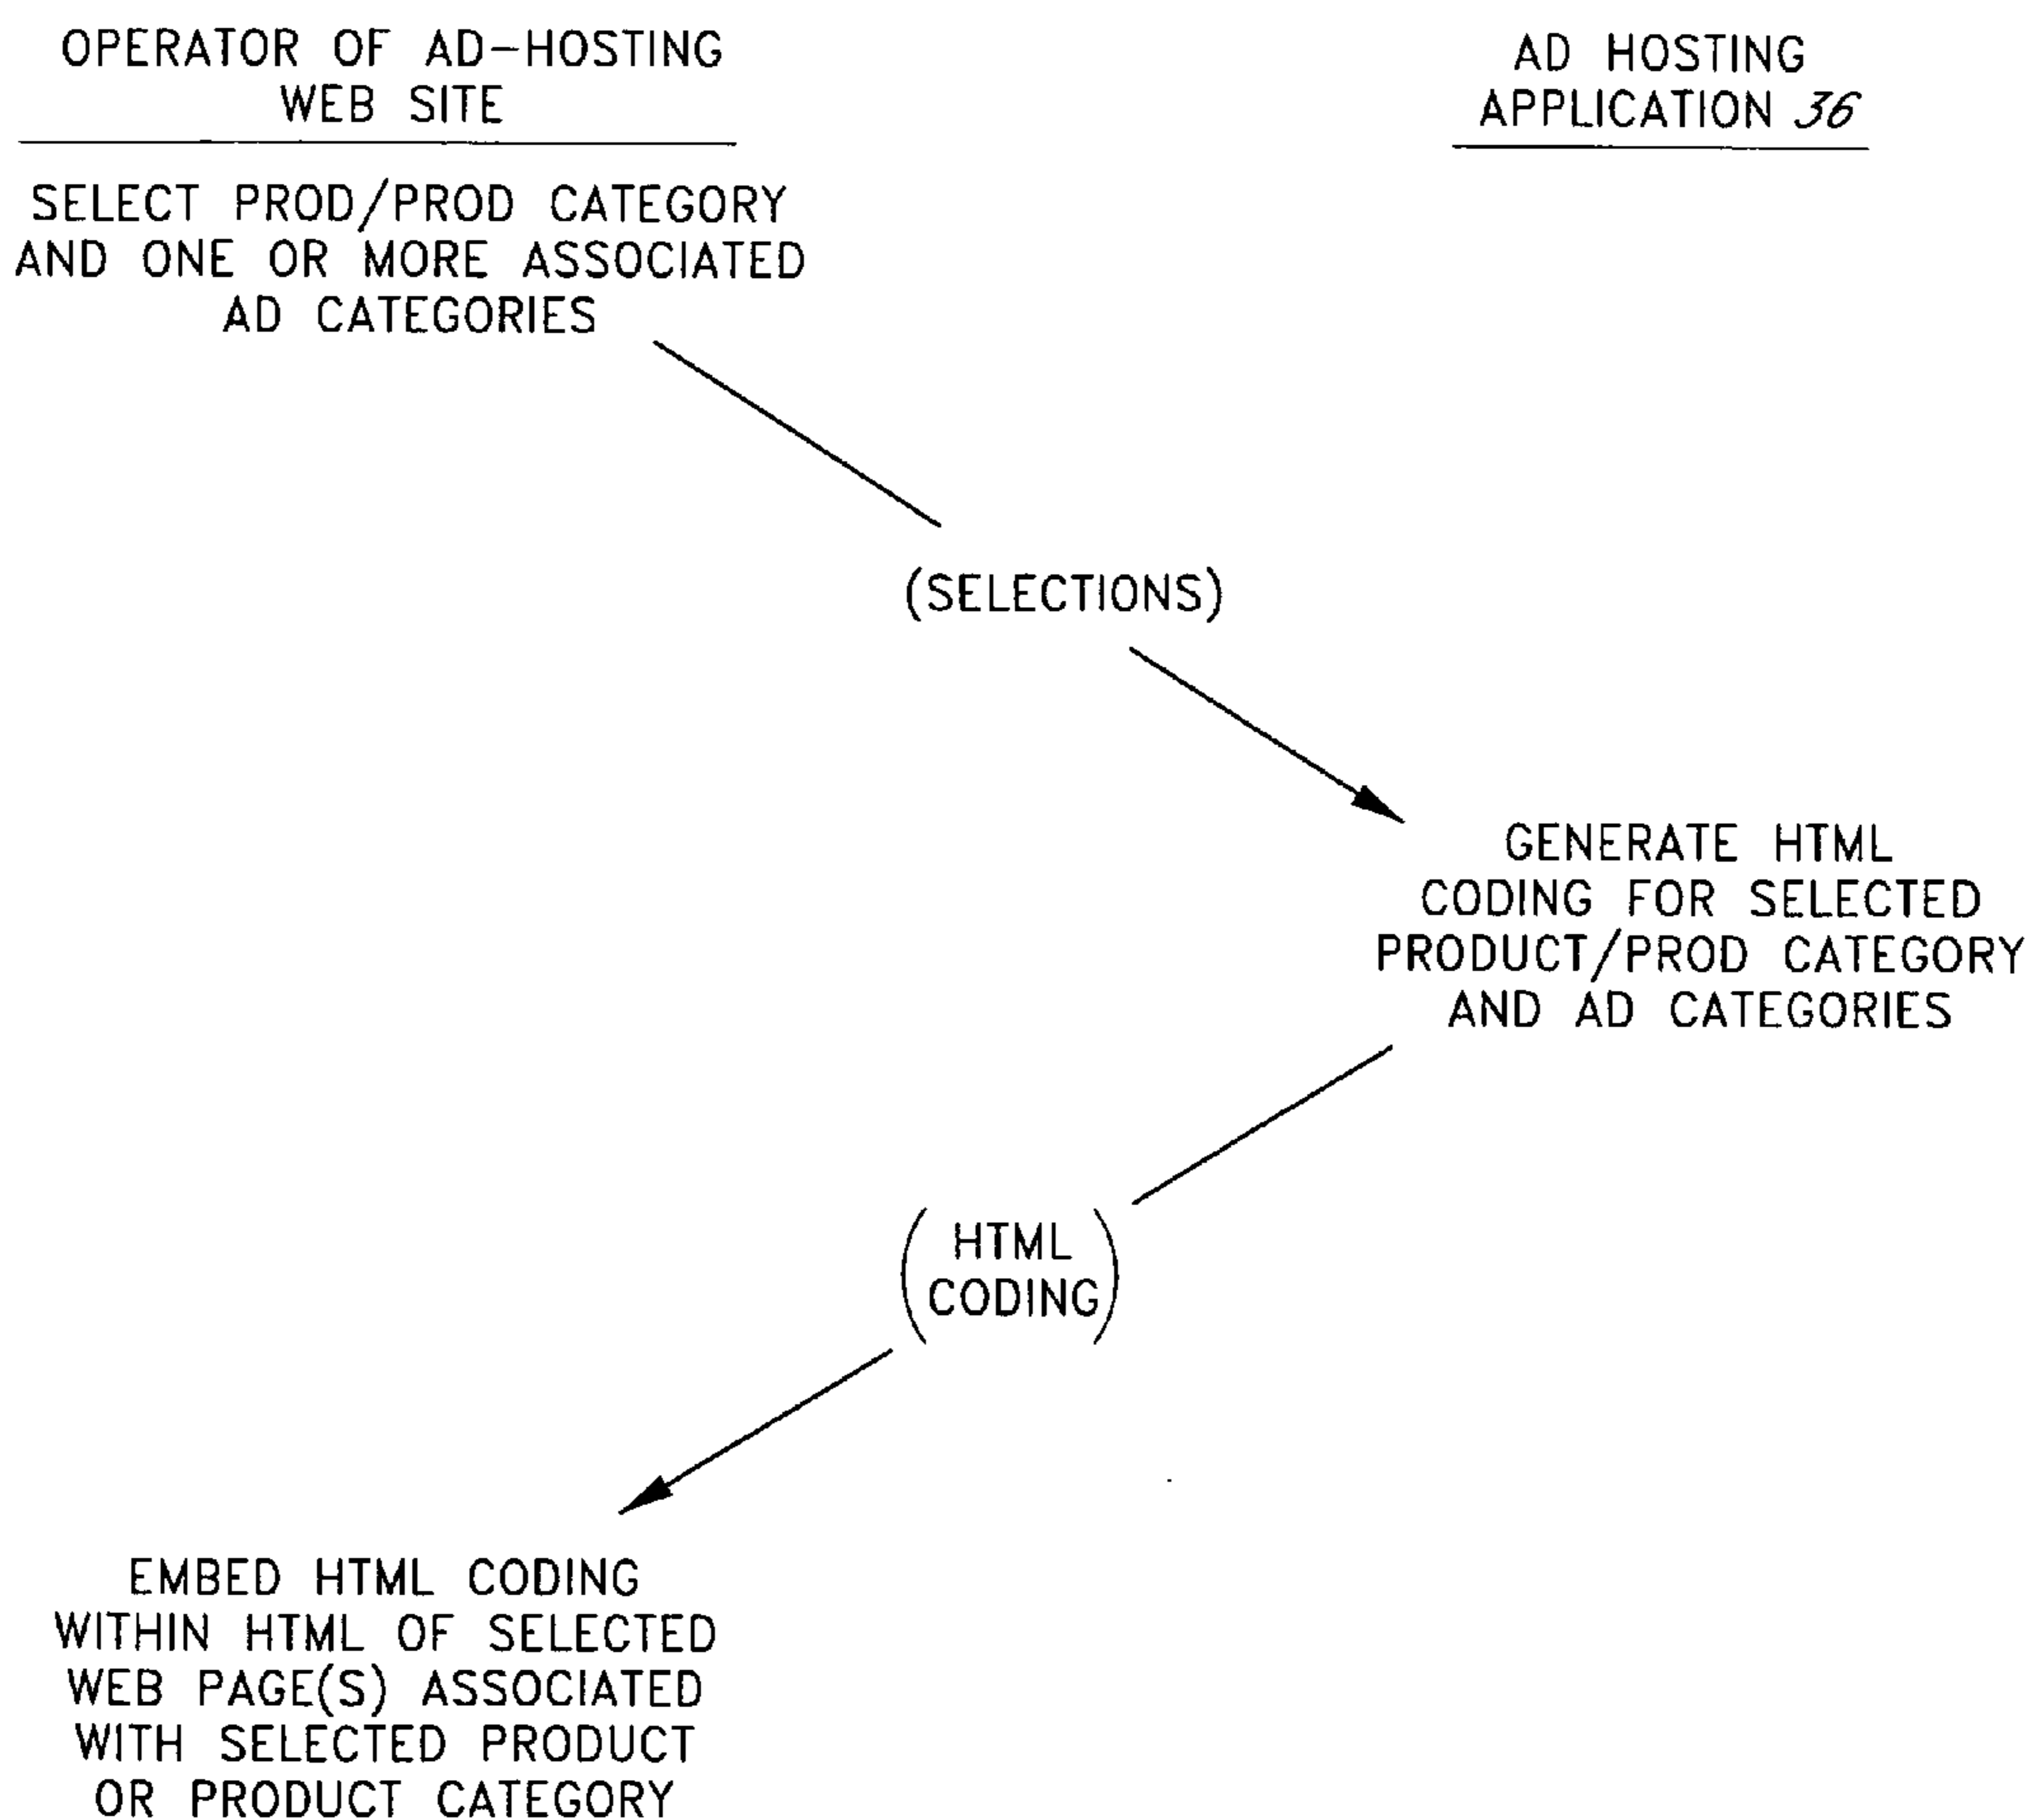 OPERATOR OF AD-HOSTING
WEB SITE
AD HOSTING
APPLICATION 36
SELECT PROD/PROD CATEGORY
AND ONE OR MORE ASSOCIATED
AD CATEGORIES
(SELECTIONS)
GENERATE HTML
CODING FOR SELECTED
PRODUCT/PROD CATEGORY
AND AD CATEGORIES
(HTML
CODING)
EMBED HTML CODING
WITHIN HTML OF SELECTED
WEB PAGE(S) ASSOCIATED
WITH SELECTED PRODUCT
OR PRODUCT CATEGORY